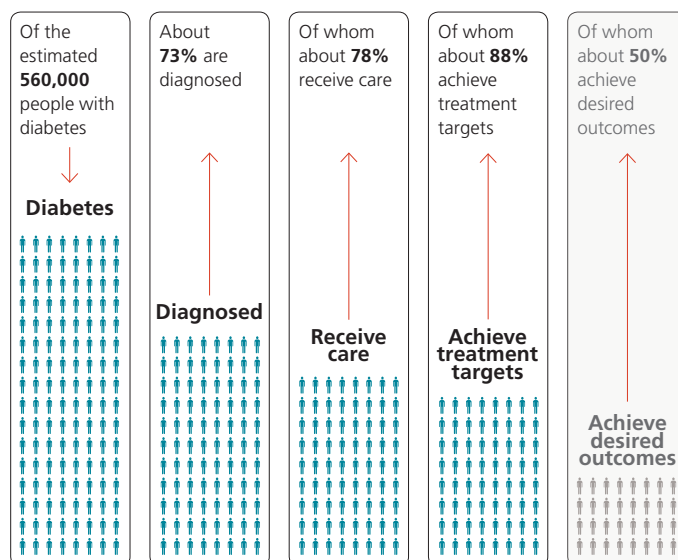 Of the
estimated
560,000
people with
diabetes
Diabetes
About
73% are
diagnosed
Diagnosed
Of whom
about 78%
receive care
Receive
care
Of whom
about 88%
achieve
treatment
targets
Achieve
treatment
targets
Of whom
about 50%
achieve
desired
outcomes
Achieve
desired
outcomes